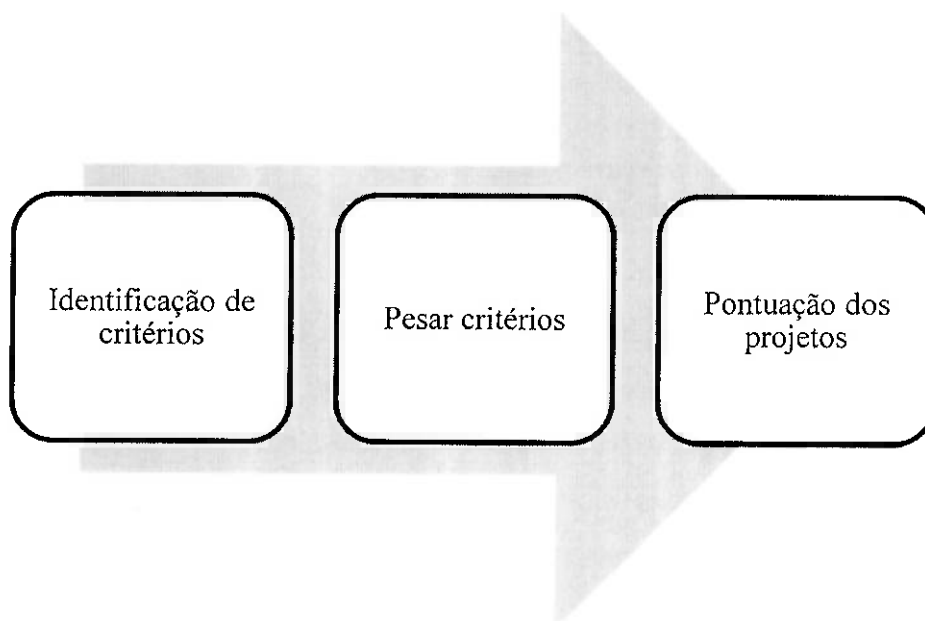 Identificação de
critérios
Pesar critérios
Pontuação dos
projetos